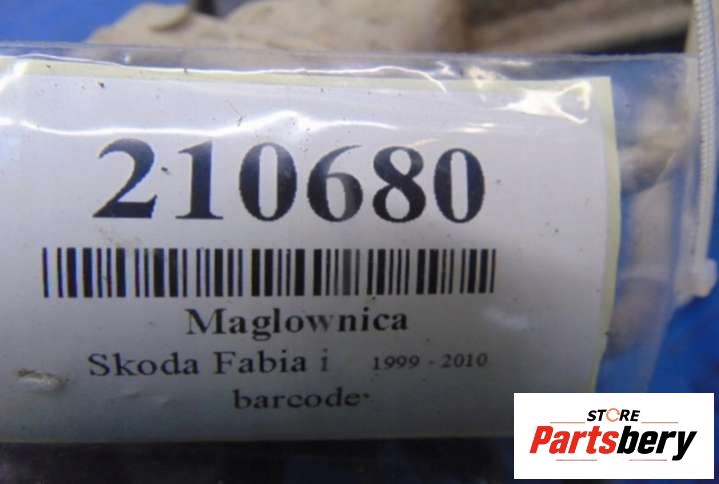 210680
Maglownica
Skoda Fabia i 1999 - 2010
barcode
STORE
Partsbery